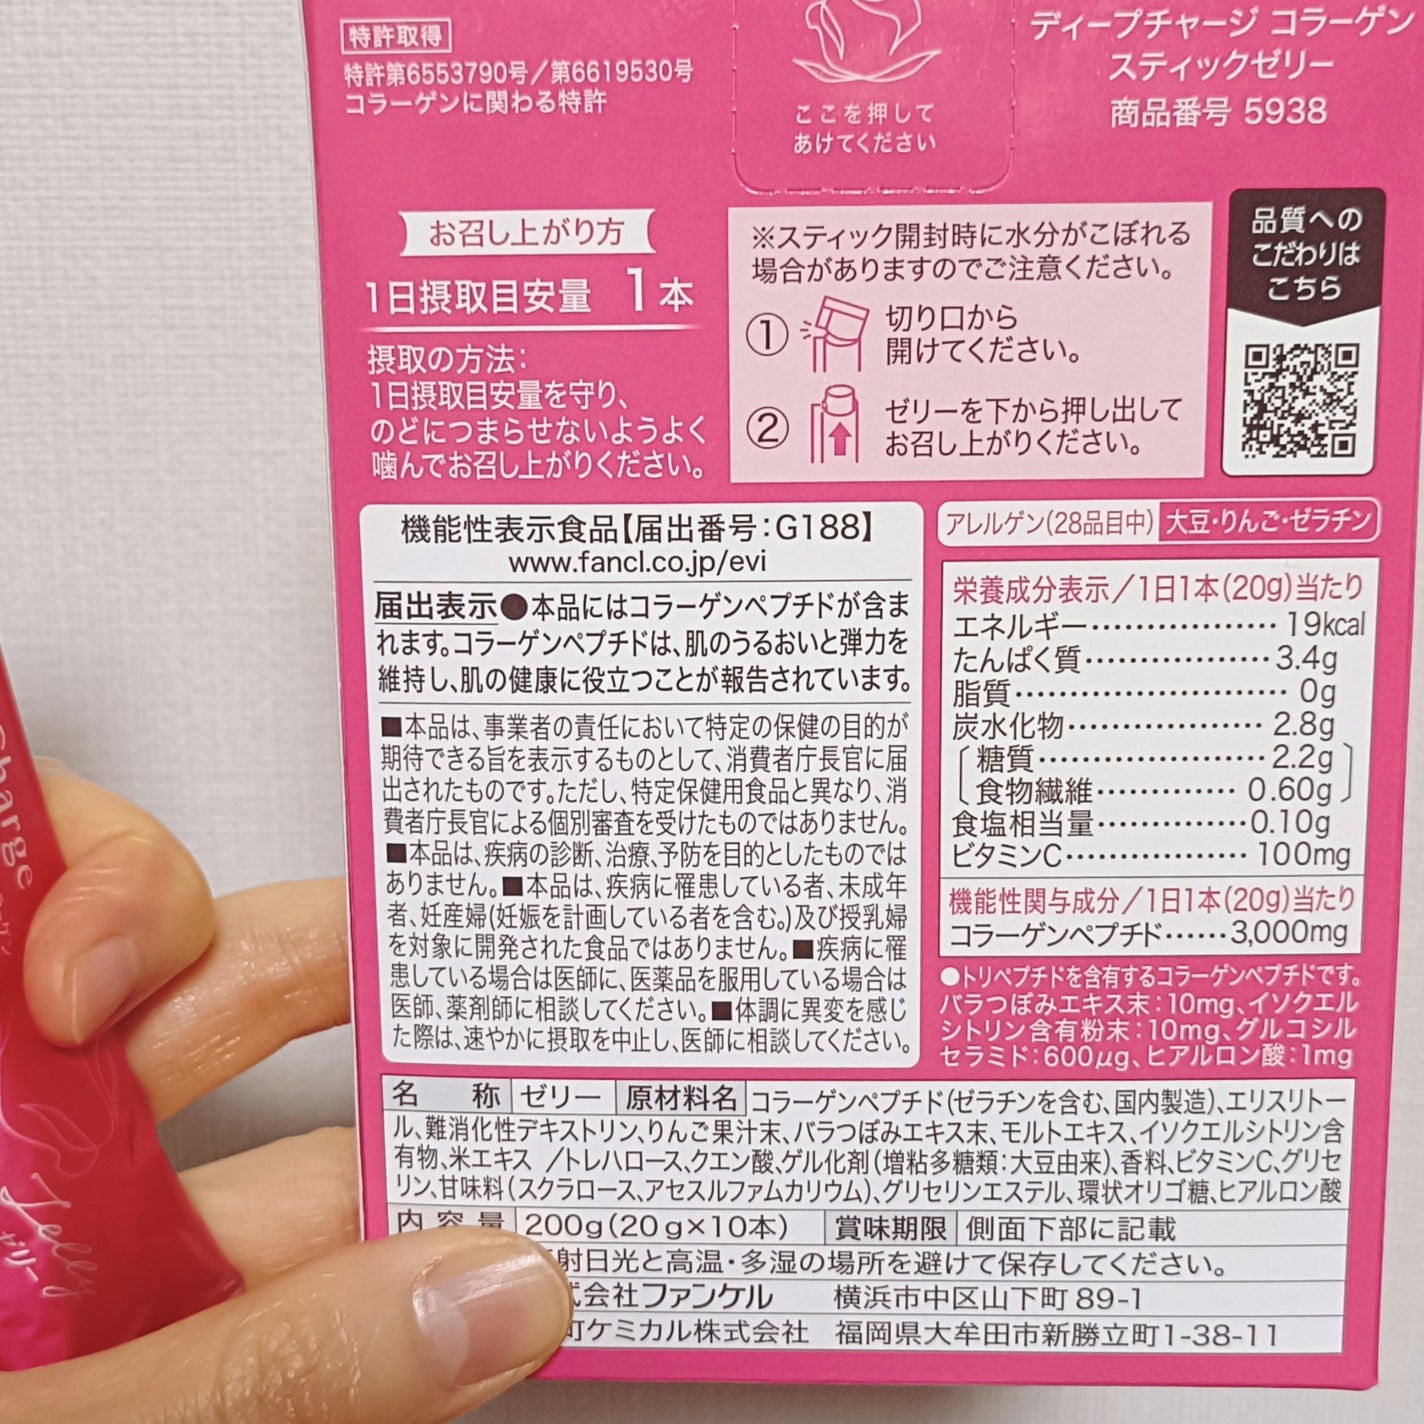 特許取得
特許第6553790号／第6619530号
コラーゲンに関わる特許
ここを押して
あけてください
ディープチャージ コラーゲン
スティックゼリー
商品番号 5938
お召し上がり方
1日摂取目安量 1本
摂取の方法：
1日摂取目安量を守り、
のどにつまらせないようよく
噛んでお召し上がりください。
※スティック開封時に水分がこぼれる
場合がありますのでご注意ください。
① 切り口から
開けてください。
② ゼリーを下から押し出して
お召し上がりください。
品質への
こだわりは
こちら
機能性表示食品【届出番号：G188】
www.fancl.co.jp/evi
届出表示●本品にはコラーゲンペプチドが含ま
れます。コラーゲンペプチドは、肌のうるおいと弾力を
維持し、肌の健康に役立つことが報告されています。
■本品は、事業者の責任において特定の保健の目的が
期待できる旨を表示するものとして、消費者庁長官に届
出されたものです。ただし、特定保健用食品と異なり、消
費者庁長官による個別審査を受けたものではありません。
■本品は、疾病の診断、治療、予防を目的としたものでは
ありません。■本品は、疾病に罹患している者、未成年
者、妊産婦(妊娠を計画している者を含む。)及び授乳婦
を対象に開発された食品ではありません。■疾病に罹
患している場合は医師に、医薬品を服用している場合は
医師、薬剤師に相談してください。■体調に異変を感じ
た際は、速やかに摂取を中止し、医師に相談してください。
アレルゲン(28品目中) 大豆・りんご・ゼラチン
栄養成分表示／1日1本(20g)当たり
エネルギー………………19kcal
たんぱく質………………3.4g
脂質………………………0g
炭水化物…………………2.8g
糖質……………………2.2g
食物繊維……………0.60g
食塩相当量……………0.10g
ビタミンC………………100mg
機能性関与成分／1日1本(20g)当たり
コラーゲンペプチド……3,000mg
●トリペプチドを含有するコラーゲンペプチドです。
バラつぼみエキス末：10mg、イソクエル
シトリン含有粉末：10mg、グルコシル
セラミド：600μg、ヒアルロン酸：1mg
名 称 ゼリー 原材料名 コラーゲンペプチド(ゼラチンを含む、国内製造)、エリスリトー
ル、難消化性デキストリン、りんご果汁末、バラつぼみエキス末、モルトエキス、イソクエルシトリン含
有物、米エキス ／トレハロース、クエン酸、ゲル化剤(増粘多糖類：大豆由来)、香料、ビタミンC、グリセ
リン、甘味料(スクラロース、アセスルファムカリウム)、グリセリンエステル、環状オリゴ糖、ヒアルロン酸
内容量 200g(20g×10本) 賞味期限 側面下部に記載
射日光と高温・多湿の場所を避けて保存してください。
式会社ファンケル 横浜市中区山下町89-1
町ケミカル株式会社 福岡県大牟田市新勝立町1-38-11
Charge
Jelly
ゼリー